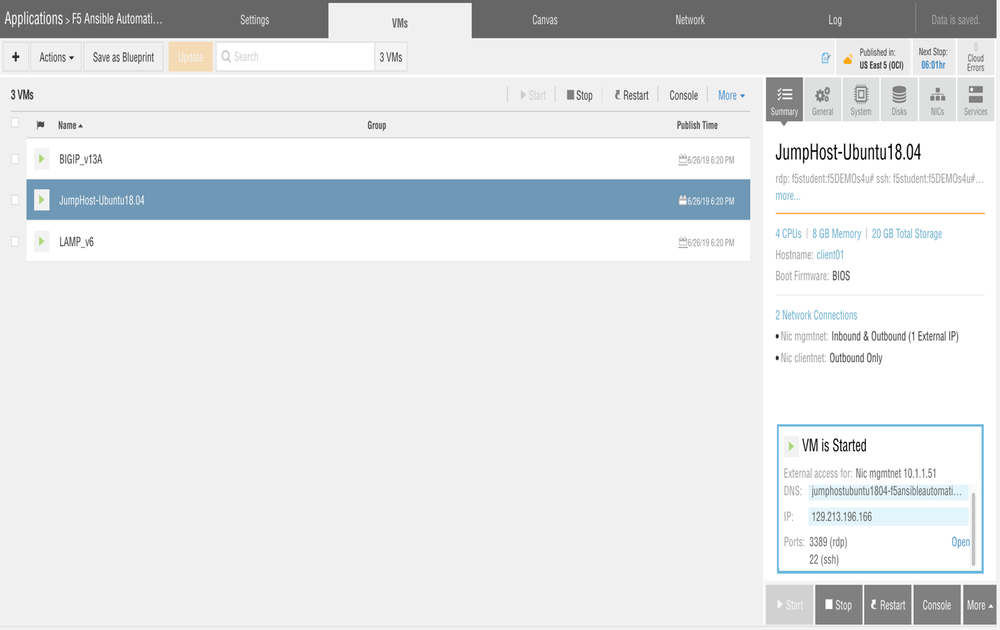 Applications > F5 Ansible Automati...
Settings
VMs
Canvas
Network
Log
Data is saved.
+
Actions
Save as Blueprint
Update
Search
3 VMs
Published in:
US East 5 (OCI)
Next Stop:
06:01hr
0
Cloud
Errors
3 VMs
Start
Stop
Restart
Console
More
Summary
General
System
Disks
NICs
Services
Name
Group
Publish Time
BIGIP_v13A
6/26/19 6:20 PM
JumpHost-Ubuntu18.04
6/26/19 6:20 PM
LAMP_v6
6/26/19 6:20 PM
JumpHost-Ubuntu18.04
rdp: f5student:f5DEMOs4u# ssh: f5student:f5DEMOs4u#...
more...
4 CPUs | 8 GB Memory | 20 GB Total Storage
Hostname: client01
Boot Firmware: BIOS
2 Network Connections
• Nic mgmtnet: Inbound & Outbound (1 External IP)
• Nic clientnet: Outbound Only
VM is Started
External access for: Nic mgmtnet 10.1.1.51
DNS: jumphostubuntu1804-f5ansibleautomati...
IP: 129.213.196.166
Ports: 3389 (rdp) Open
22 (ssh)
Start
Stop
Restart
Console
More